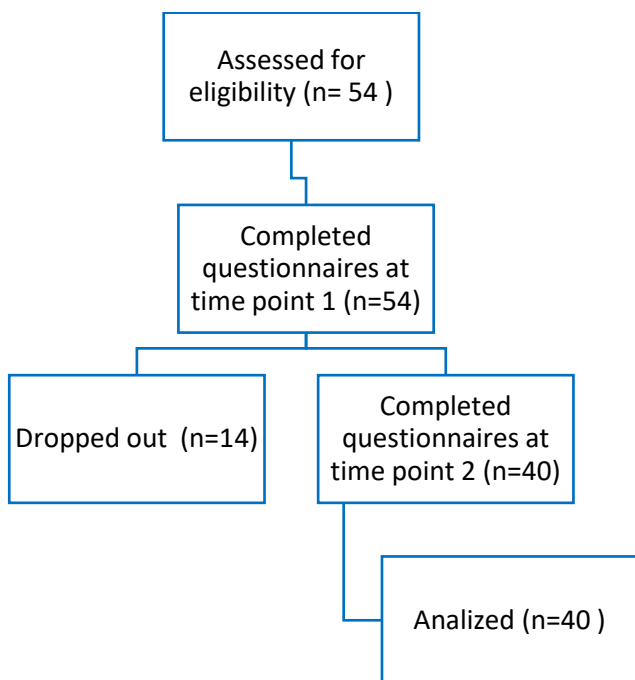 Assessed for
eligibility (n= 54 )
Completed
questionnaires at
time point 1 (n=54)
Dropped out  (n=14)
Completed
questionnaires at
time point 2 (n=40)
Analized (n=40 )